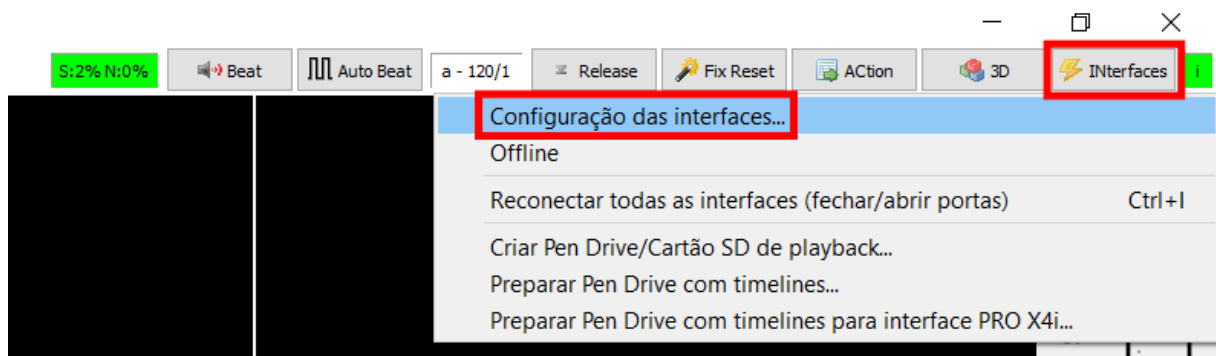 S:2% N:0% Beat Auto Beat a - 120/1 Release Fix Reset ACtion 3D INterfaces i
Configuração das interfaces...
Offline
Reconectar todas as interfaces (fechar/abrir portas) Ctrl+I
Criar Pen Drive/Cartão SD de playback...
Preparar Pen Drive com timelines...
Preparar Pen Drive com timelines para interface PRO X4i...